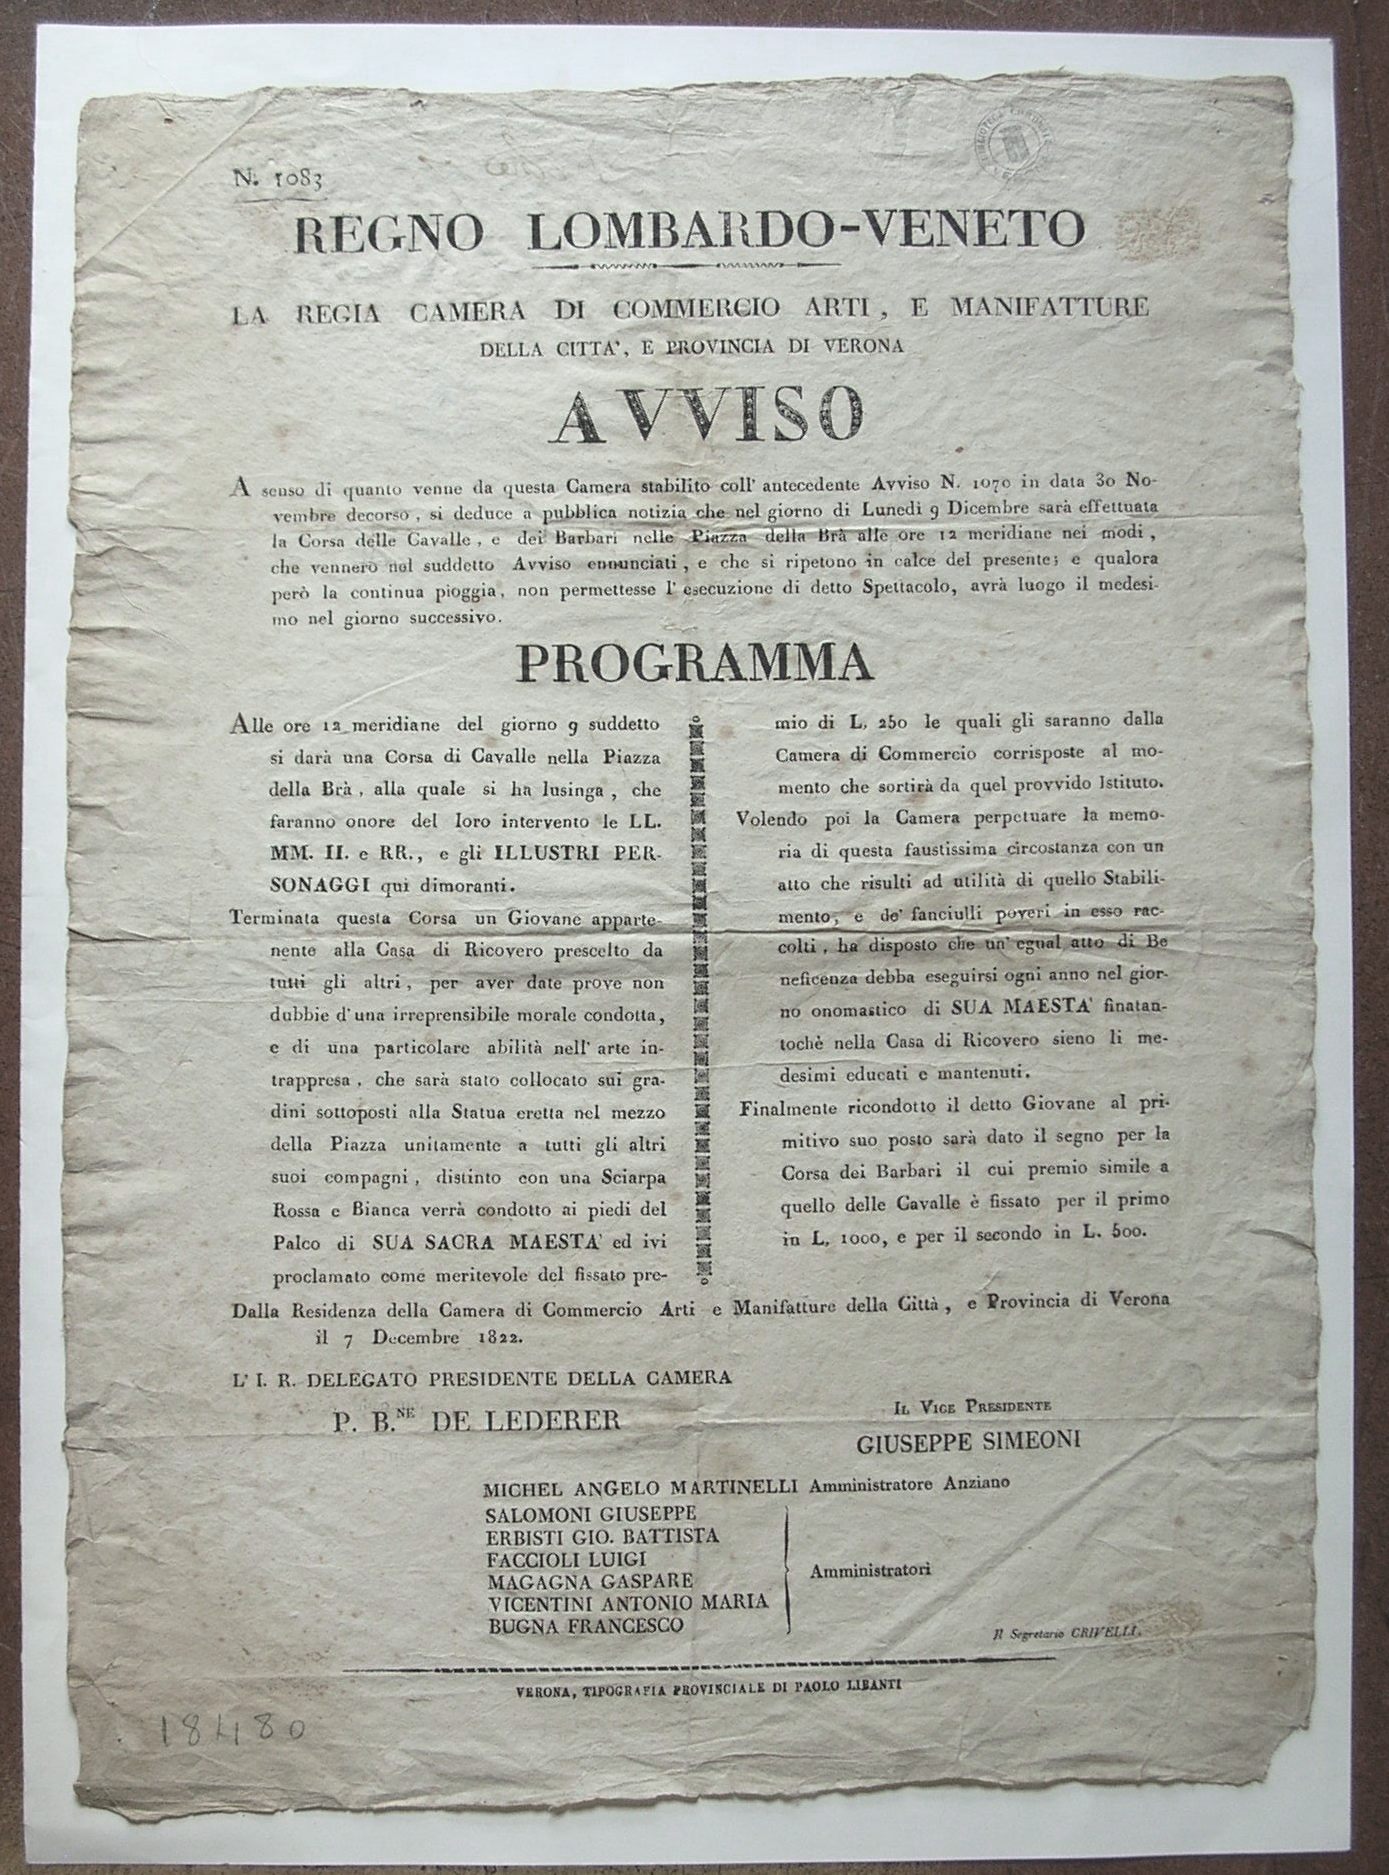 BIBLIOTECA COMUNALE
N. 1083
REGNO LOMBARDO-VENETO
LA REGIA CAMERA DI COMMERCIO ARTI, E MANIFATTURE
DELLA CITTA', E PROVINCIA DI VERONA
AVVISO
A senso di quanto venne da questa Camera stabilito coll' antecedente Avviso N. 1070 in data 30 No-
vembre decorso, si deduce a pubblica notizia che nel giorno di Lunedì 9 Dicembre sarà effettuata
la Corsa delle Cavalle, e dei Barbari nelle Piazza della Brà alle ore 12 meridiane nei modi,
che vennero nel suddetto Avviso ennunciati, e che si ripetono in calce del presente; e qualora
però la continua pioggia, non permettesse l' esecuzione di detto Spettacolo, avrà luogo il medesi-
mo nel giorno successivo.
PROGRAMMA
Alle ore 12 meridiane del giorno 9 suddetto
si darà una Corsa di Cavalle nella Piazza
della Brà, alla quale si ha lusinga, che
faranno onore del loro intervento le LL.
MM. II. e RR., e gli ILLUSTRI PER-
SONAGGI qui dimoranti.
Terminata questa Corsa un Giovane apparte-
nente alla Casa di Ricovero prescelto da
tutti gli altri, per aver date prove non
dubbie d' una irreprensibile morale condotta,
e di una particolare abilità nell' arte in-
trappresa, che sarà stato collocato sui gra-
dini sottoposti alla Statua eretta nel mezzo
della Piazza unitamente a tutti gli altri
suoi compagni, distinto con una Sciarpa
Rossa e Bianca verrà condotto ai piedi del
Palco di SUA SACRA MAESTA' ed ivi
proclamato come meritevole del fissato pre-
mio di L. 250 le quali gli saranno dalla
Camera di Commercio corrisposte al mo-
mento che sortirà da quel provvido Istituto.
Volendo poi la Camera perpetuare la memo-
ria di questa faustissima circostanza con un
atto che risulti ad utilità di quello Stabili-
mento, e de' fanciulli poveri in esso rac-
colti, ha disposto che un' egual atto di Be
neficenza debba eseguirsi ogni anno nel gior-
no onomastico di SUA MAESTA' finatan-
tochè nella Casa di Ricovero sieno li me-
desimi educati e mantenuti.
Finalmente ricondotto il detto Giovane al pri-
mitivo suo posto sarà dato il segno per la
Corsa dei Barbari il cui premio simile a
quello delle Cavalle è fissato per il primo
in L. 1000, e per il secondo in L. 500.
Dalla Residenza della Camera di Commercio Arti e Manifatture della Città, e Provincia di Verona
il 7 Decembre 1822.
L' I. R. DELEGATO PRESIDENTE DELLA CAMERA
P. B.NE DE LEDERER
IL VICE PRESIDENTE
GIUSEPPE SIMEONI
MICHEL ANGELO MARTINELLI Amministratore Anziano
SALOMONI GIUSEPPE
ERBISTI GIO. BATTISTA
FACCIOLI LUIGI
MAGAGNA GASPARE
VICENTINI ANTONIO MARIA
BUGNA FRANCESCO
Amministratori
Il Segretario CRIVELLI.
VERONA, TIPOGRAFIA PROVINCIALE DI PAOLO LIBANTI
18480